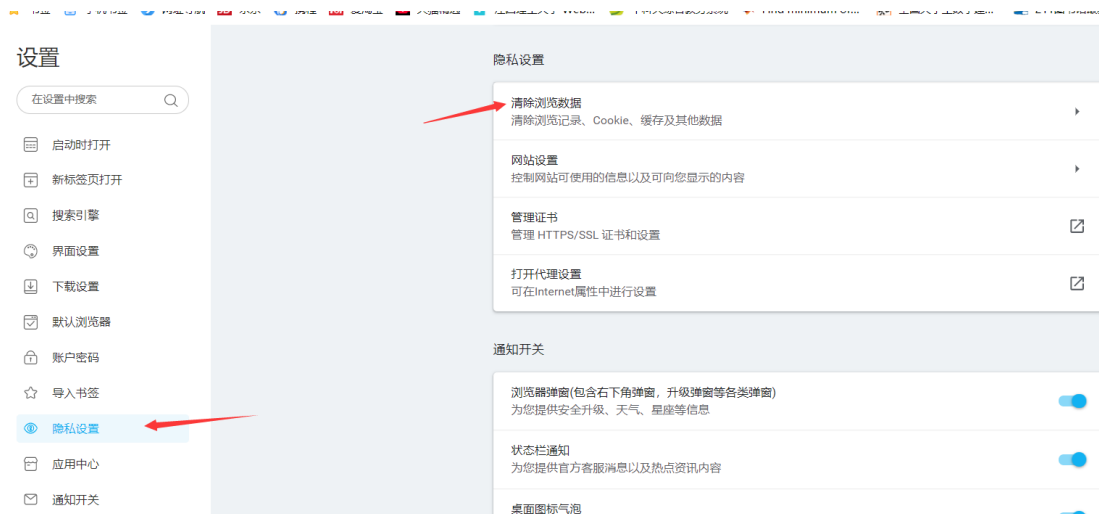 设置
在设置中搜索
启动时打开
新标签页打开
搜索引擎
界面设置
下载设置
默认浏览器
账户密码
导入书签
隐私设置
应用中心
通知开关
隐私设置
清除浏览数据
清除浏览记录、Cookie、缓存及其他数据
网站设置
控制网站可使用的信息以及可向您显示的内容
管理证书
管理 HTTPS/SSL 证书和设置
打开代理设置
可在Internet属性中进行设置
通知开关
浏览器弹窗(包含右下角弹窗，升级弹窗等各类弹窗)
为您提供安全升级、天气、星座等信息
状态栏通知
为您提供官方客服消息以及热点资讯内容
桌面图标气泡